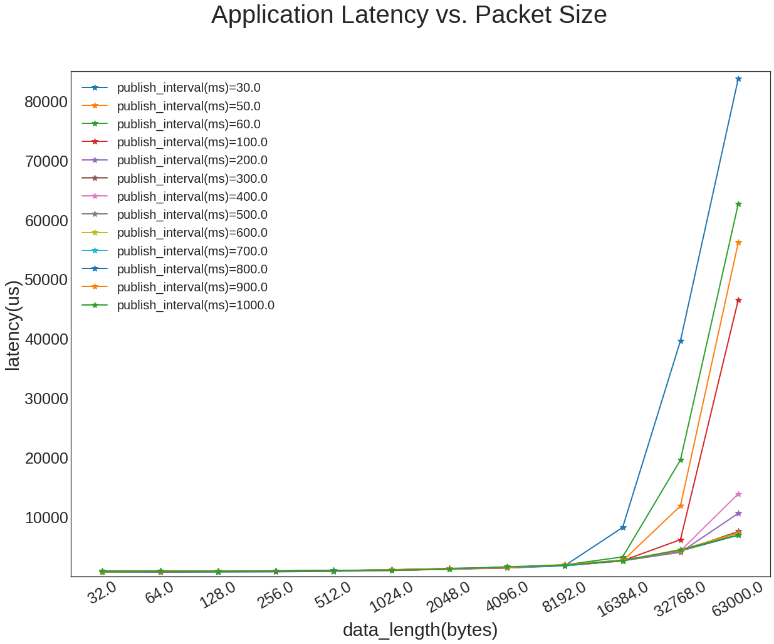 Application Latency vs. Packet Size
publish_interval(ms)=30.0
publish_interval(ms)=50.0
publish_interval(ms)=60.0
publish_interval(ms)=100.0
publish_interval(ms)=200.0
publish_interval(ms)=300.0
publish_interval(ms)=400.0
publish_interval(ms)=500.0
publish_interval(ms)=600.0
publish_interval(ms)=700.0
publish_interval(ms)=800.0
publish_interval(ms)=900.0
publish_interval(ms)=1000.0
latency(us)
80000
70000
60000
50000
40000
30000
20000
10000
32.0 64.0 128.0 256.0 512.0 1024.0 2048.0 4096.0 8192.0 16384.0 32768.0 63000.0
data_length(bytes)